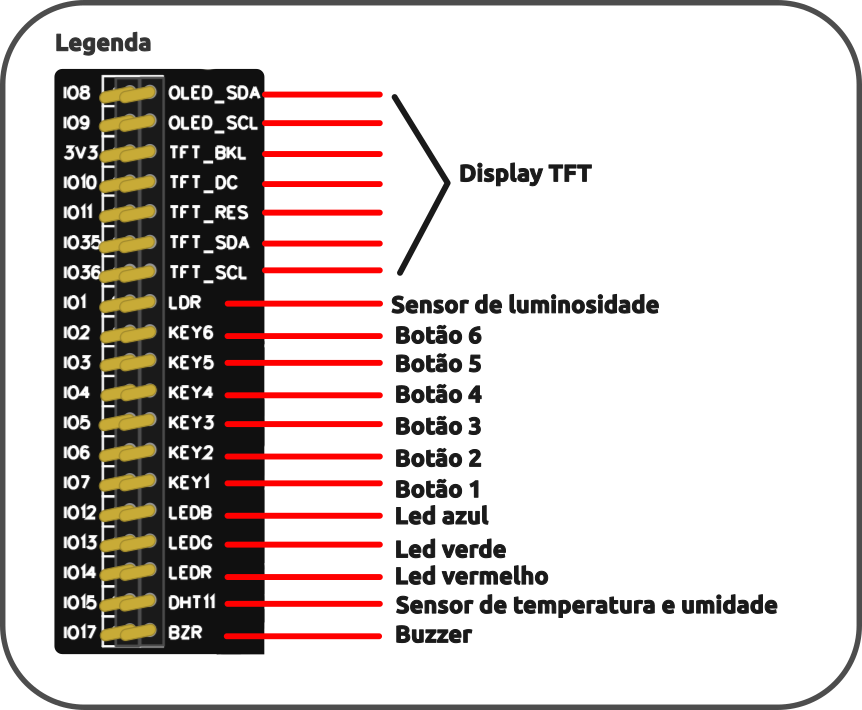 Legenda
IO8 OLED_SDA
IO9 OLED_SCL
3V3 TFT_BKL
IO10 TFT_DC
Display TFT
IO11 TFT_RES
IO35 TFT_SDA
IO36 TFT_SCL
IO1 LDR Sensor de luminosidade
IO2 KEY6 Botão 6
IO3 KEY5 Botão 5
IO4 KEY4 Botão 4
IO5 KEY3 Botão 3
IO6 KEY2 Botão 2
IO7 KEY1 Botão 1
IO12 LEDB Led azul
IO13 LEDG Led verde
IO14 LEDR Led vermelho
IO15 DHT11 Sensor de temperatura e umidade
IO17 BZR Buzzer